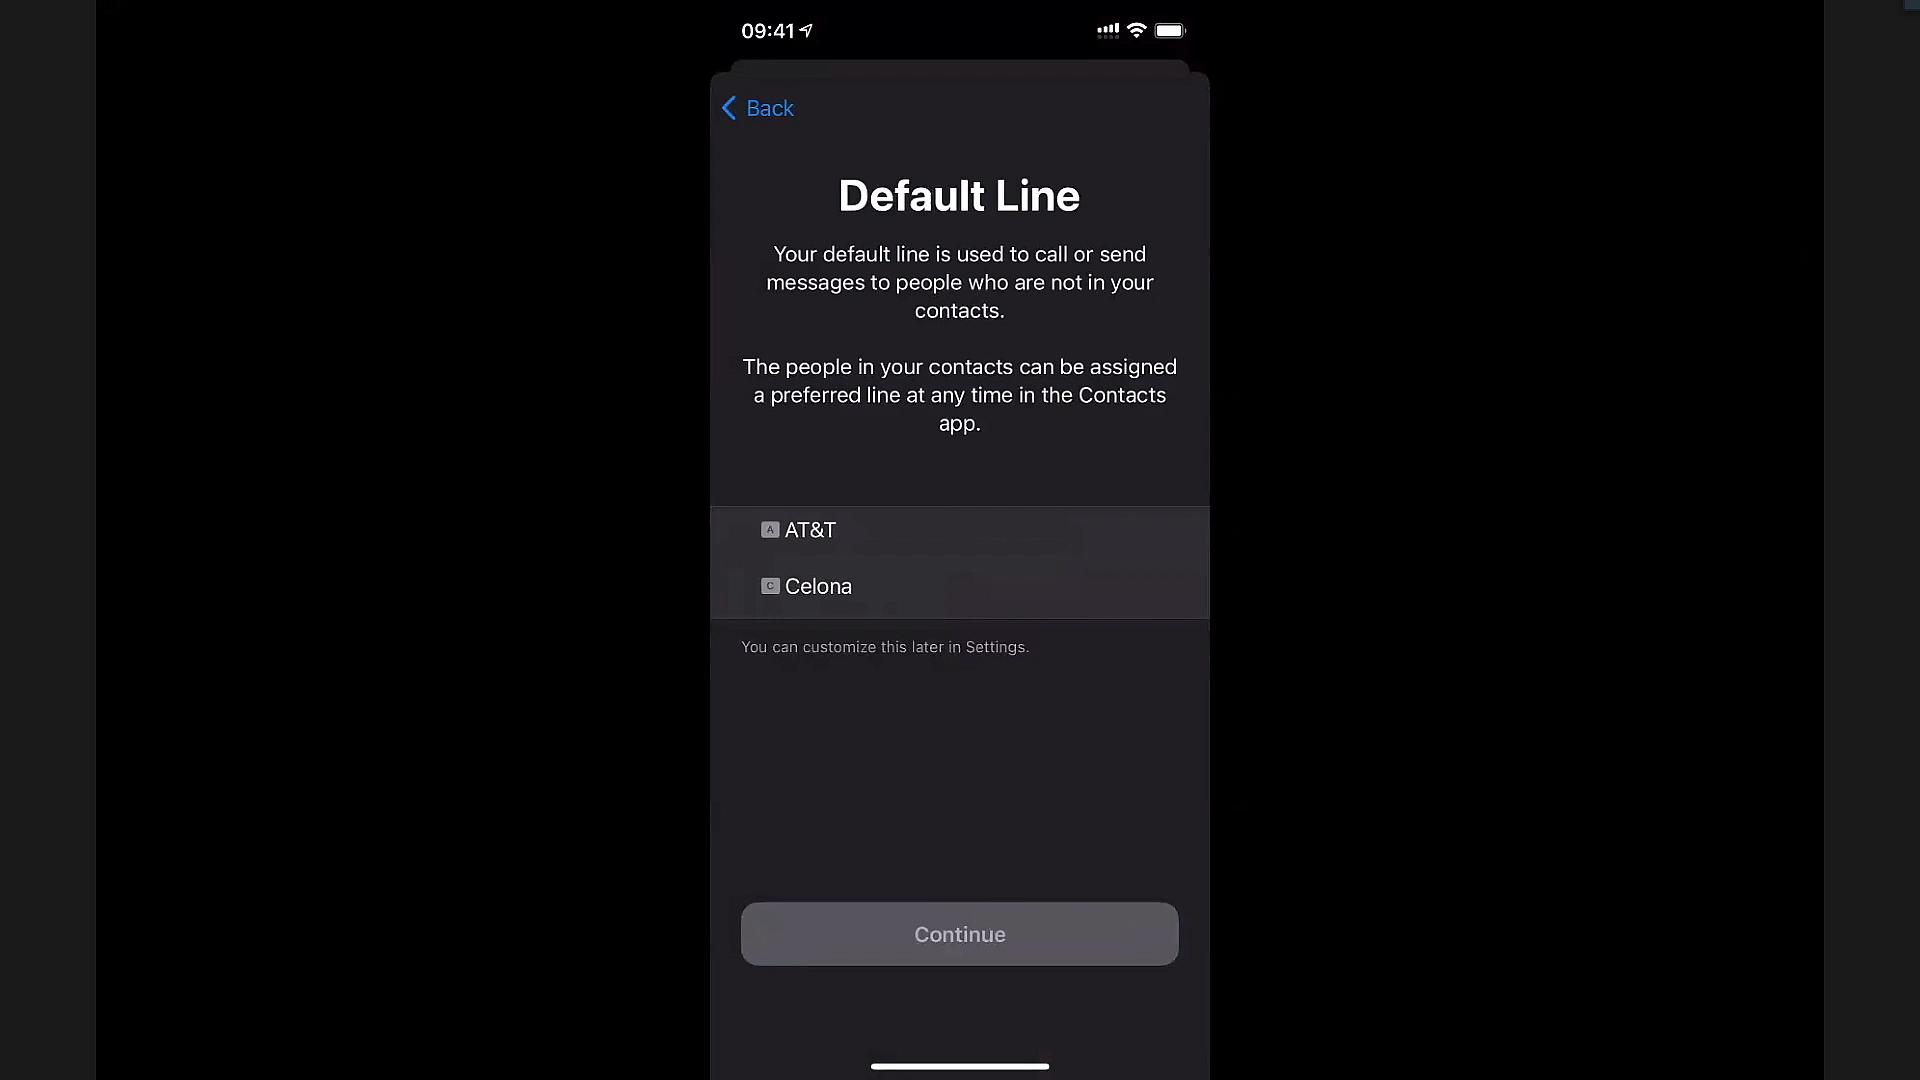 09:41
Back
Default Line
Your default line is used to call or send
messages to people who are not in your
contacts.
The people in your contacts can be assigned
a preferred line at any time in the Contacts
app.
A AT&T
C Celona
You can customize this later in Settings.
Continue